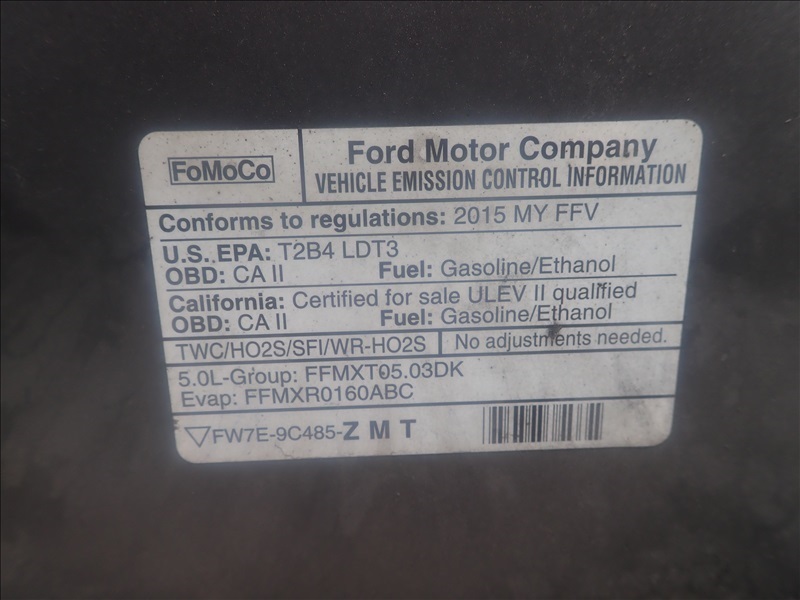 FoMoCo
Ford Motor Company
VEHICLE EMISSION CONTROL INFORMATION
Conforms to regulations: 2015 MY FFV
U.S. EPA: T2B4 LDT3
OBD: CA II Fuel: Gasoline/Ethanol
California: Certified for sale ULEV II qualified
OBD: CA II Fuel: Gasoline/Ethanol
TWC/HO2S/SFI/WR-HO2S No adjustments needed.
5.0L-Group: FFMXT05.03DK
Evap: FFMXR0160ABC
FW7E-9C485-Z M T